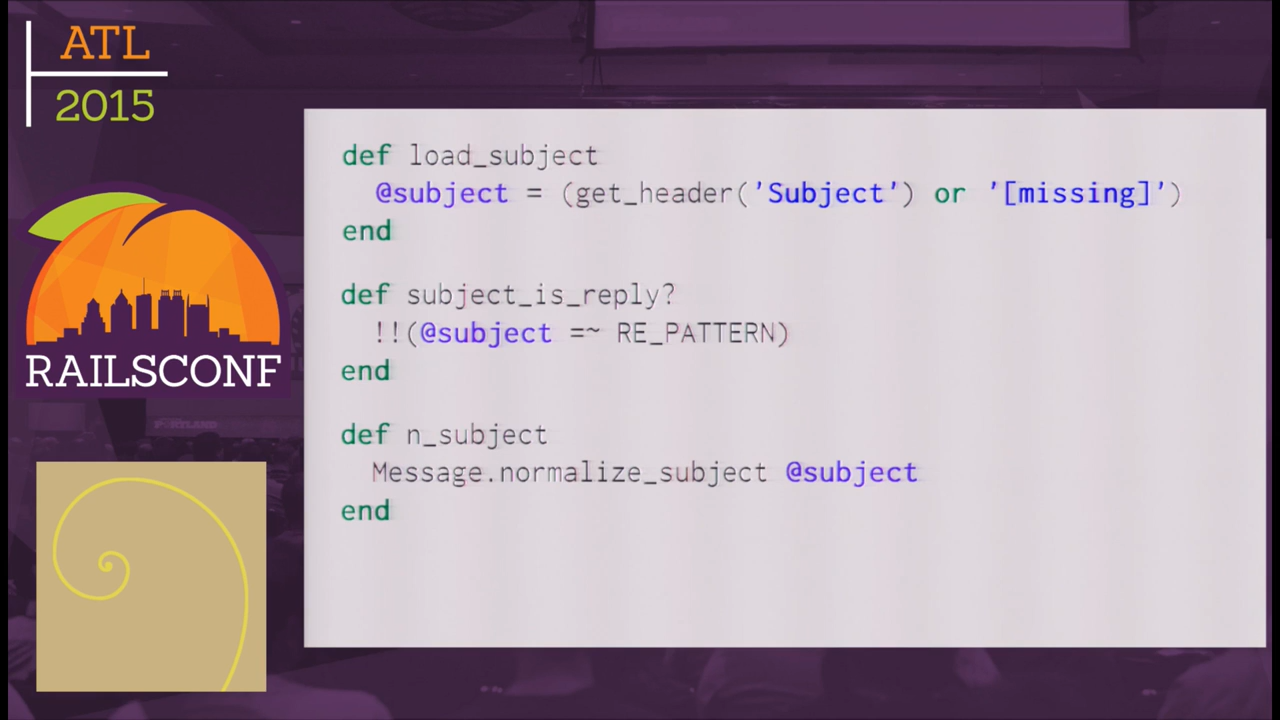 ATL
2015
RAILSCONF
PORTLAND
def load_subject
  @subject = (get_header('Subject') or '[missing]')
end
def subject_is_reply?
  !!(@subject =~ RE_PATTERN)
end
def n_subject
  Message.normalize_subject @subject
end